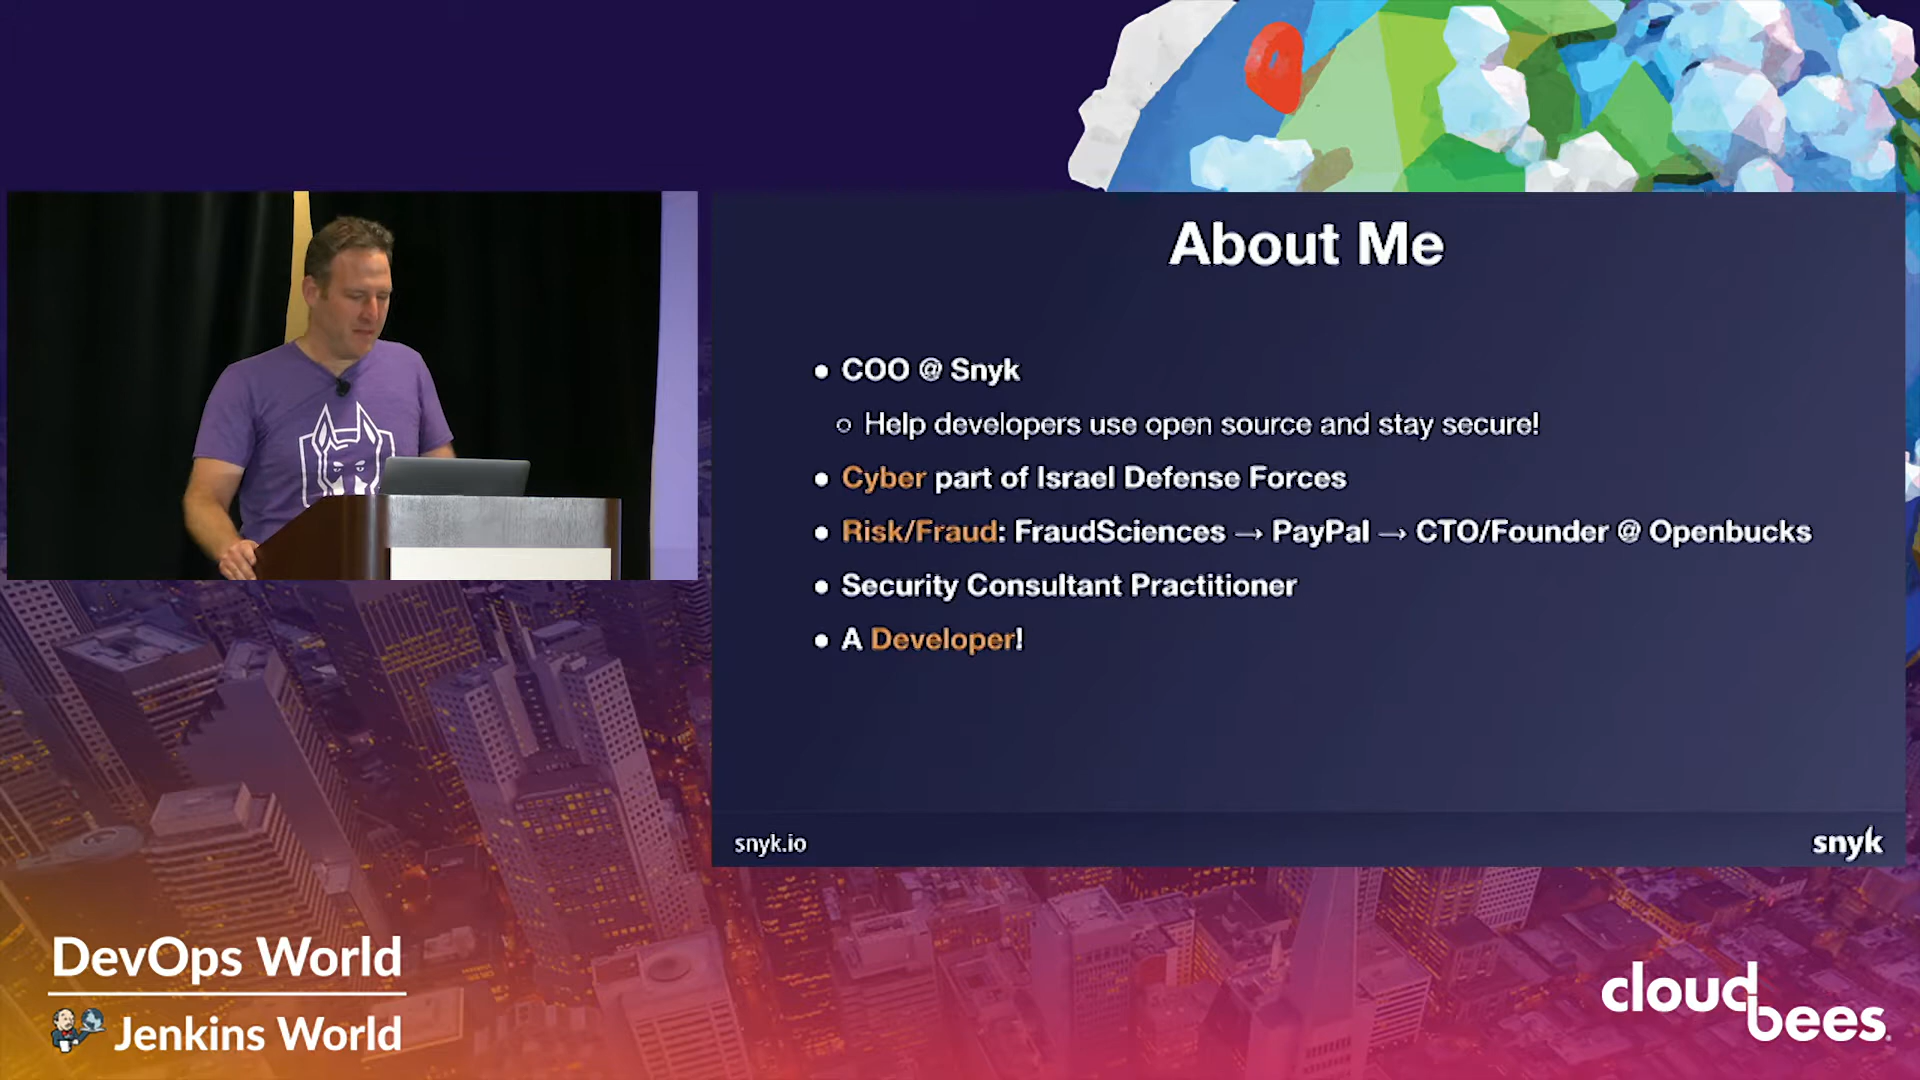 About Me
● COO @ Snyk
○ Help developers use open source and stay secure!
● Cyber part of Israel Defense Forces
● Risk/Fraud: FraudSciences → PayPal → CTO/Founder @ Openbucks
● Security Consultant Practitioner
● A Developer!
snyk.io
snyk
DevOps World
Jenkins World
cloudbees